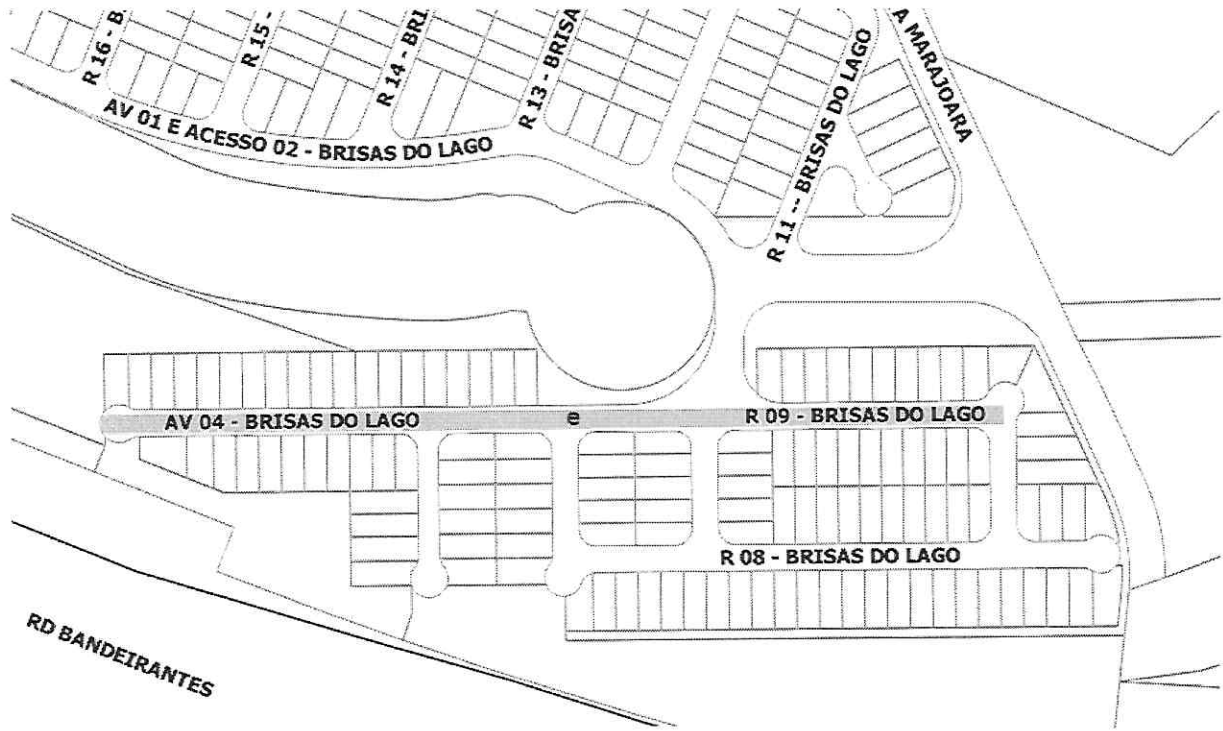 R 16 - B
R 15 -
R 14 - BRI
R 13 - BRISA
A MARAJOARA
R 11 -- BRISAS DO LAGO
AV 01 E ACESSO 02 - BRISAS DO LAGO
AV 04 - BRISAS DO LAGO e R 09 - BRISAS DO LAGO
R 08 - BRISAS DO LAGO
RD BANDEIRANTES